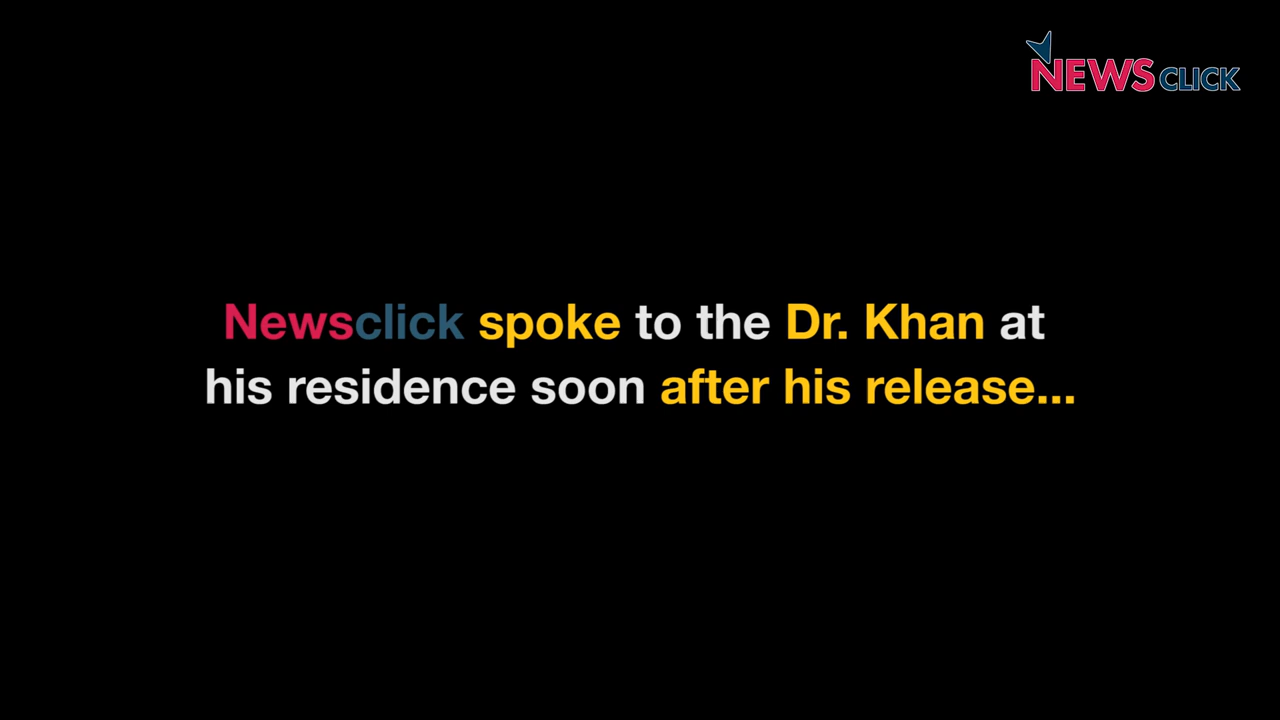 NEWSCLICK
Newsclick spoke to the Dr. Khan at
his residence soon after his release...